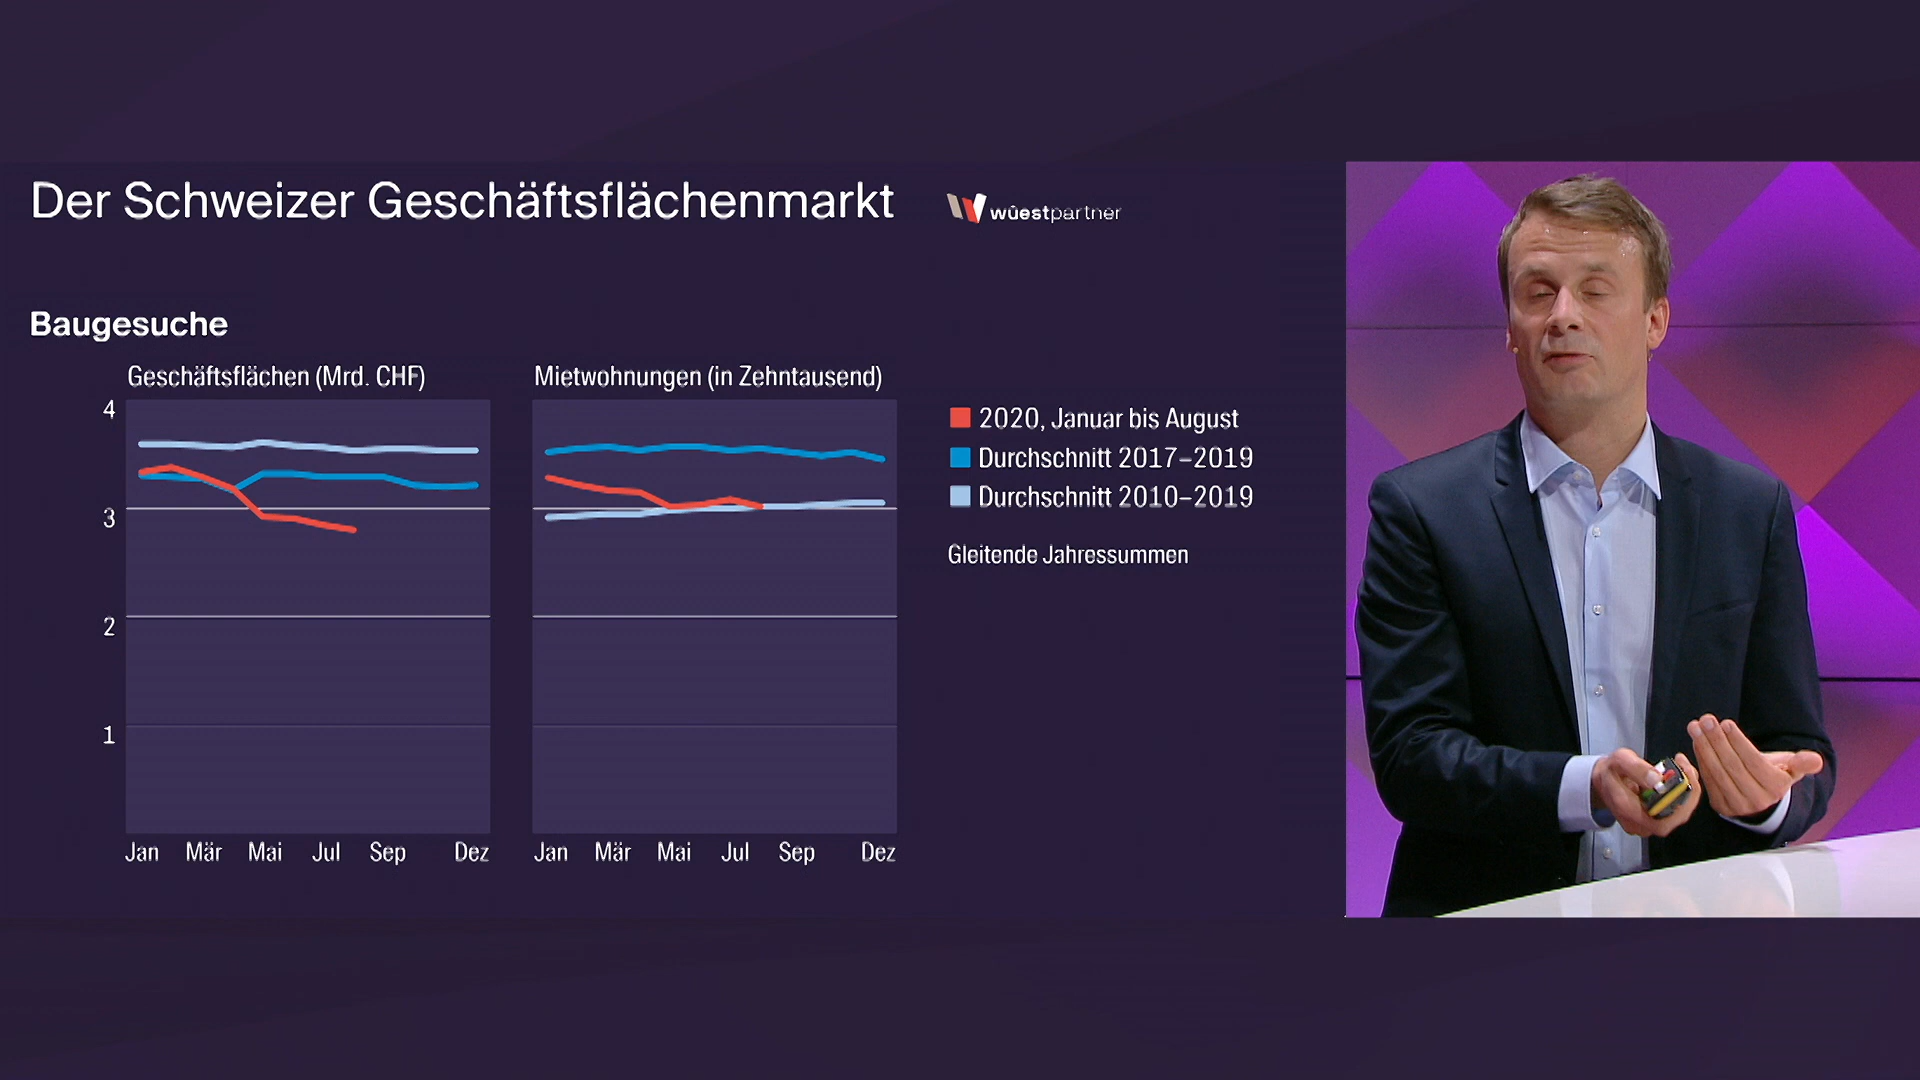 Der Schweizer Geschäftsflächenmarkt
wüestpartner
Baugesuche
Geschäftsflächen (Mrd. CHF)
4
3
2
1
Jan Mär Mai Jul Sep Dez
Mietwohnungen (in Zehntausend)
Jan Mär Mai Jul Sep Dez
2020, Januar bis August
Durchschnitt 2017–2019
Durchschnitt 2010–2019
Gleitende Jahressummen